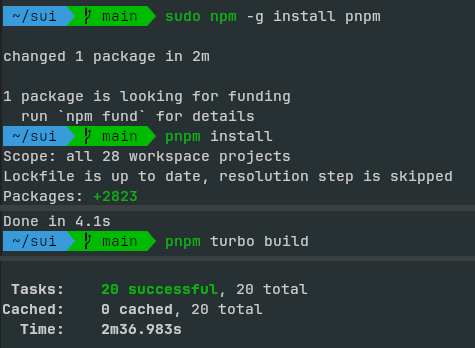 ~/sui main sudo npm -g install pnpm
changed 1 package in 2m
1 package is looking for funding
run `npm fund` for details
~/sui main pnpm install
Scope: all 28 workspace projects
Lockfile is up to date, resolution step is skipped
Packages: +2823
Done in 4.1s
~/sui main pnpm turbo build
Tasks: 20 successful, 20 total
Cached: 0 cached, 20 total
Time: 2m36.983s